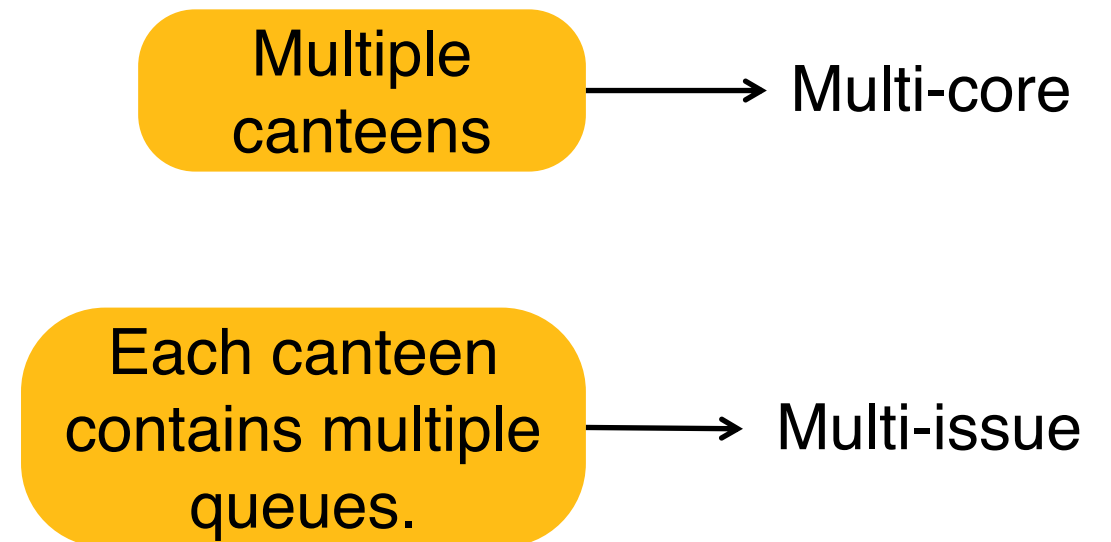 Multiple
canteens
Multi-core
Each canteen
contains multiple
queues.
Multi-issue